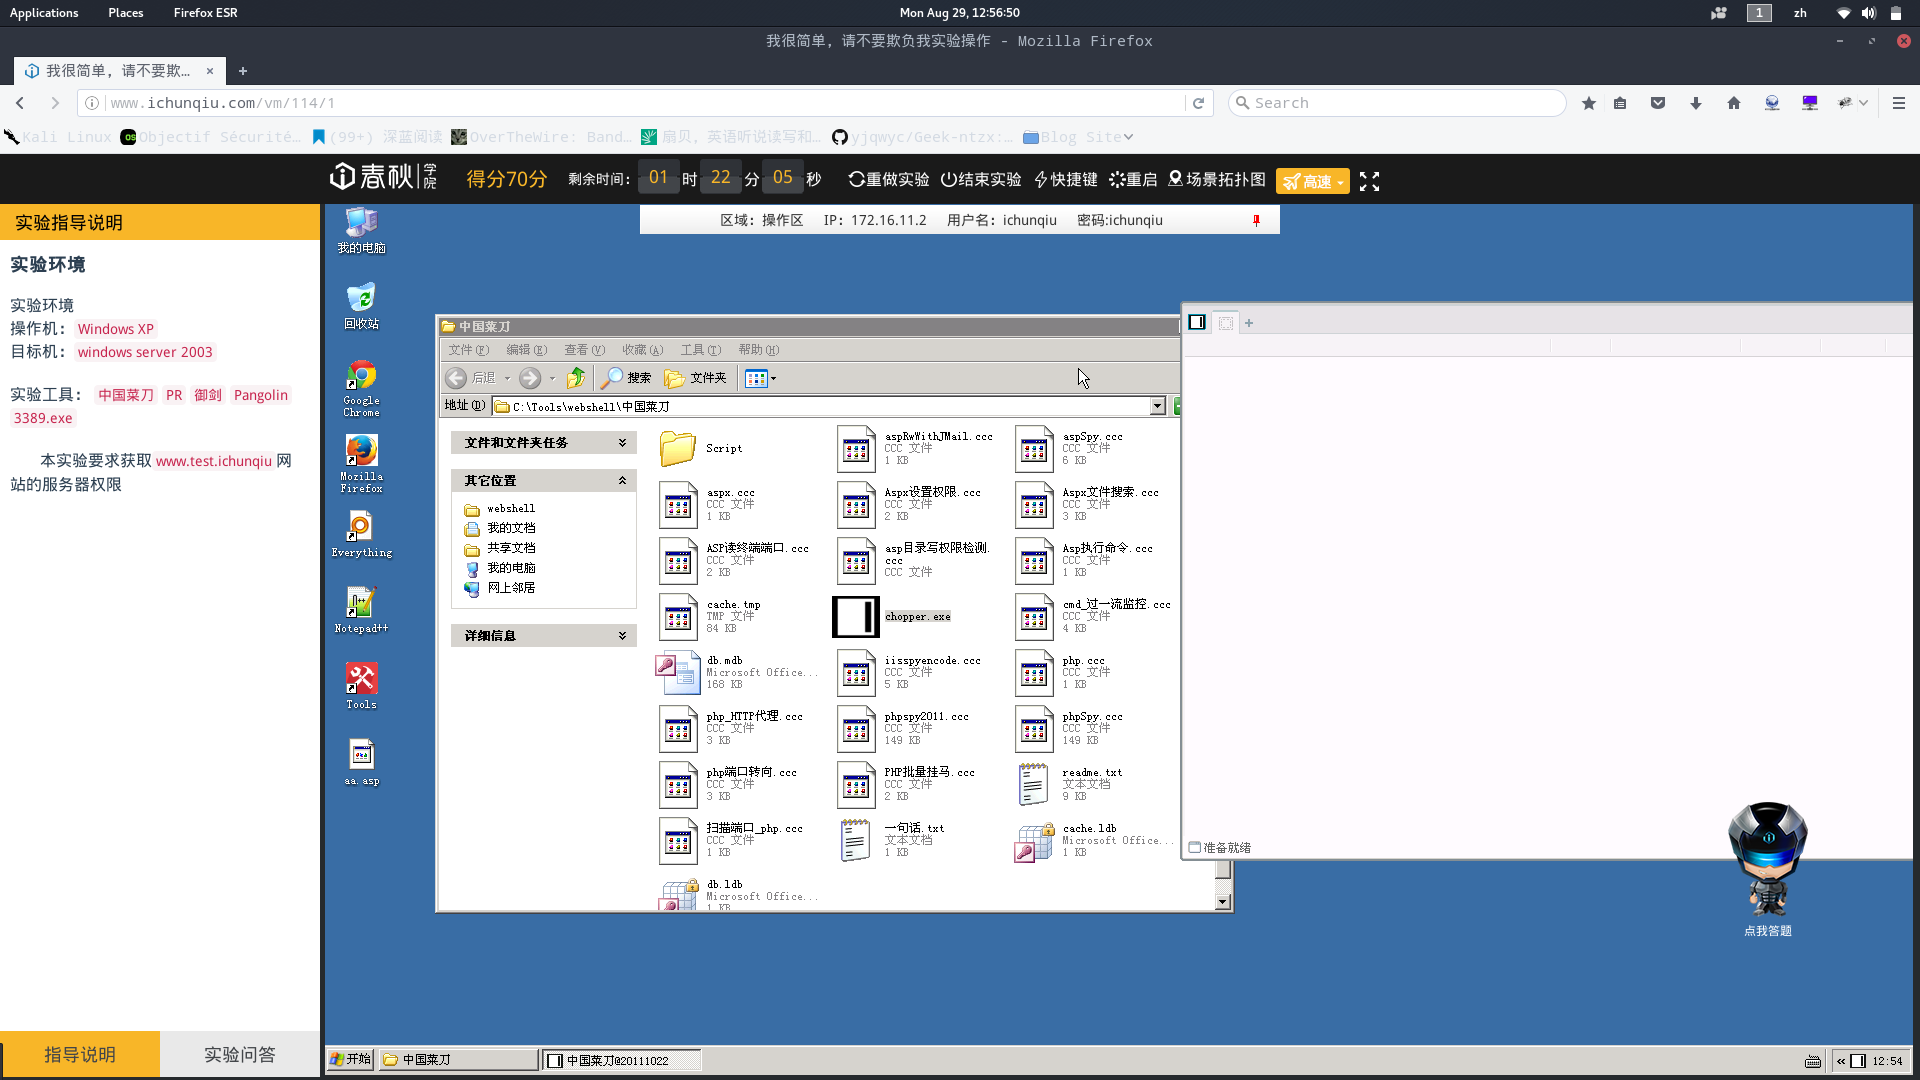 Applications Places Firefox ESR Mon Aug 29, 12:56:50 1 zh
我很简单，请不要欺负我实验操作 - Mozilla Firefox
我很简单，请不要欺...
www.ichunqiu.com/vm/114/1 Search
Kali Linux Objectif Sécurité... (99+) 深蓝阅读 OverTheWire: Band... 扇贝，英语听说读写和... yjqwyc/Geek-ntzx:... Blog Site
春秋学院 得分70分 剩余时间： 01 时 22 分 05 秒 重做实验 结束实验 快捷键 重启 场景拓扑图 高速
实验指导说明
区域：操作区 IP：172.16.11.2 用户名：ichunqiu 密码:ichunqiu
实验环境
实验环境
操作机： Windows XP
目标机： windows server 2003
实验工具： 中国菜刀 PR 御剑 Pangolin
3389.exe
本实验要求获取 www.test.ichunqiu 网
站的服务器权限
指导说明 实验问答
我的电脑
回收站
Google
Chrome
Mozilla
Firefox
Everything
Notepad++
Tools
aa.asp
中国菜刀
文件(F) 编辑(E) 查看(V) 收藏(A) 工具(T) 帮助(H)
后退 搜索 文件夹
地址(D) C:\Tools\webshell\中国菜刀
文件和文件夹任务
其它位置
webshell
我的文档
共享文档
我的电脑
网上邻居
详细信息
Script
aspRwWithJMail.ccc
CCC 文件
1 KB
aspSpy.ccc
CCC 文件
6 KB
aspx.ccc
CCC 文件
1 KB
Aspx设置权限.ccc
CCC 文件
2 KB
Aspx文件搜索.ccc
CCC 文件
3 KB
ASP读终端端口.ccc
CCC 文件
2 KB
asp目录写权限检测.
ccc
CCC 文件
Asp执行命令.ccc
CCC 文件
1 KB
cache.tmp
TMP 文件
84 KB
chopper.exe
cmd_过一流监控.ccc
CCC 文件
4 KB
db.mdb
Microsoft Office...
168 KB
iisspyencode.ccc
CCC 文件
5 KB
php.ccc
CCC 文件
1 KB
php_HTTP代理.ccc
CCC 文件
3 KB
phpspy2011.ccc
CCC 文件
149 KB
phpSpy.ccc
CCC 文件
149 KB
php端口转向.ccc
CCC 文件
3 KB
PHP批量挂马.ccc
CCC 文件
2 KB
readme.txt
文本文档
9 KB
扫描端口_php.ccc
CCC 文件
1 KB
一句话.txt
文本文档
1 KB
cache.ldb
Microsoft Office...
1 KB
db.ldb
Microsoft Office...
1 KB
准备就绪
点我答题
开始 中国菜刀 中国菜刀@20111022 12:54